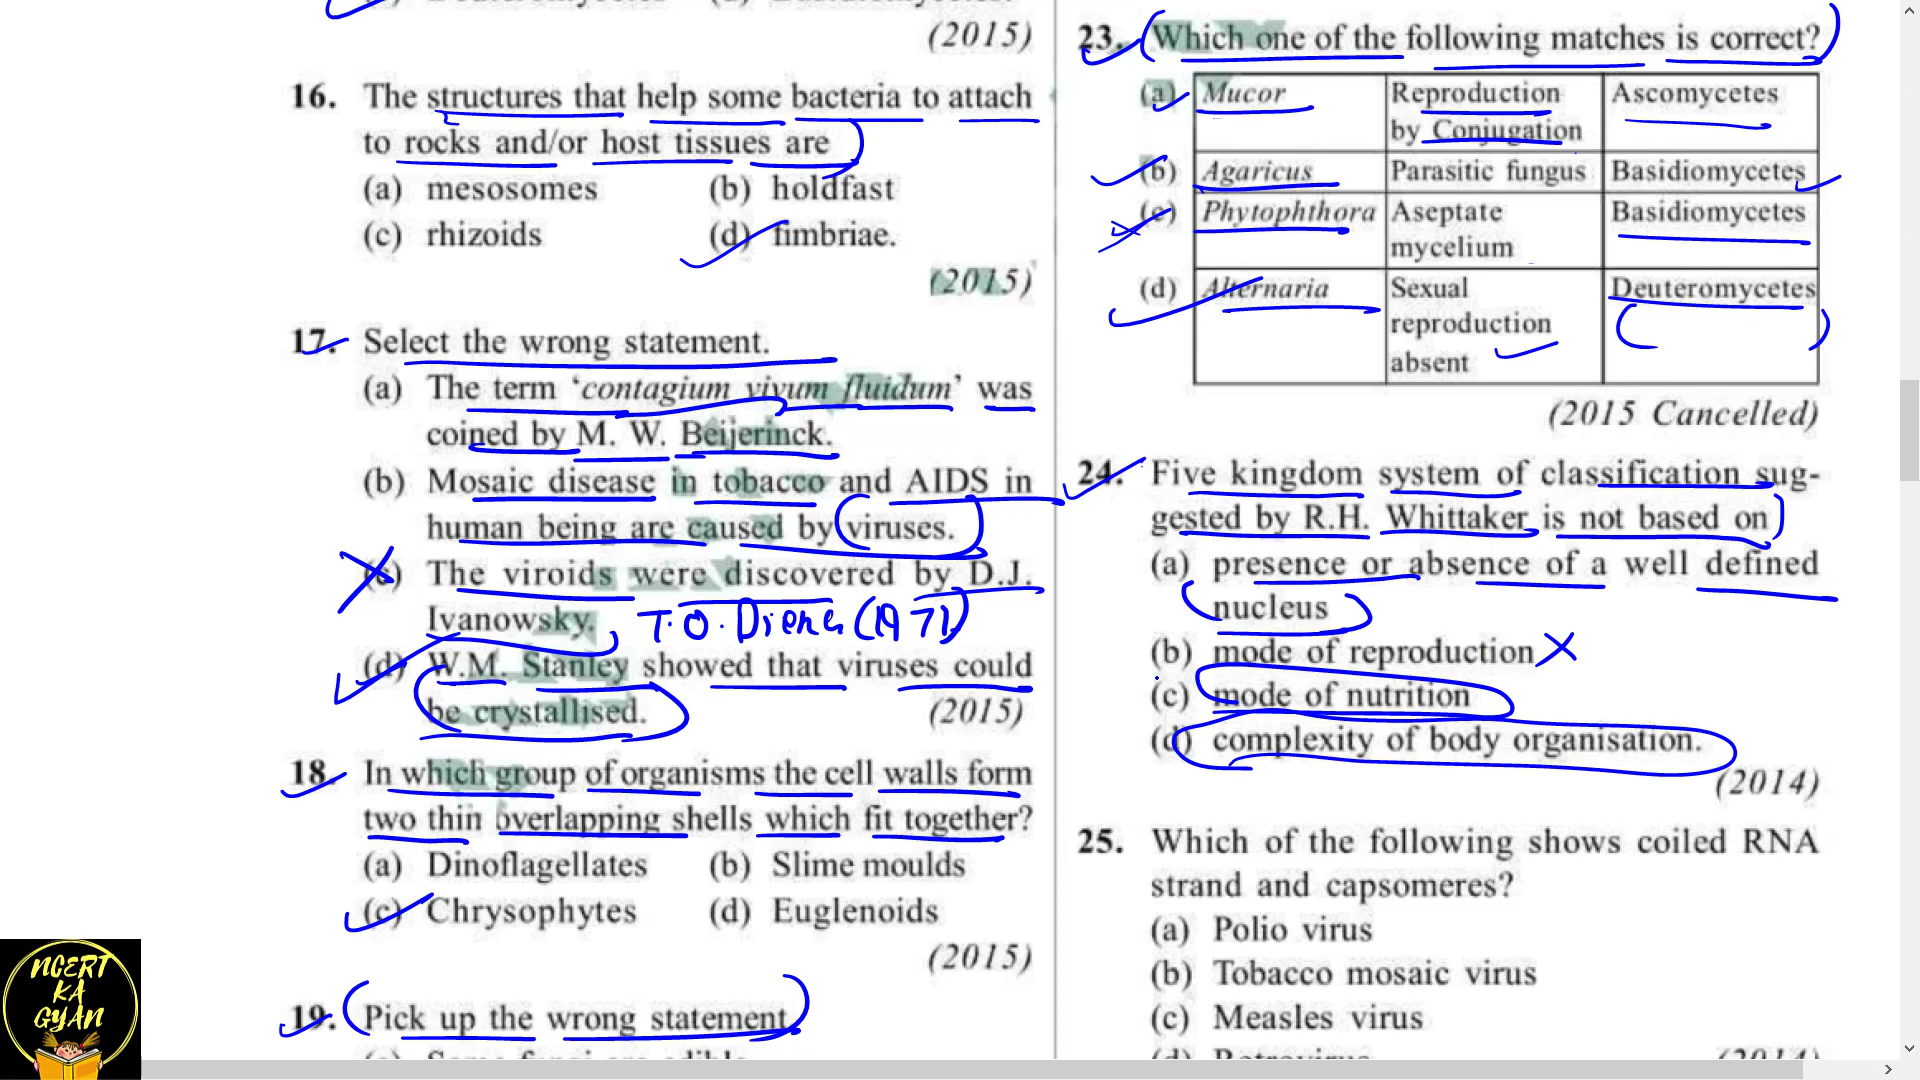 (2015)
16. The structures that help some bacteria to attach
to rocks and/or host tissues are
(a) mesosomes (b) holdfast
(c) rhizoids (d) fimbriae.
(2015)
17. Select the wrong statement.
(a) The term ‘contagium vivum fluidum’ was
coined by M. W. Beijerinck.
(b) Mosaic disease in tobacco and AIDS in
human being are caused by viruses.
(c) The viroids were discovered by D.J.
Ivanowsky. T.O. Diener (1971)
(d) W.M. Stanley showed that viruses could
be crystallised. (2015)
18. In which group of organisms the cell walls form
two thin overlapping shells which fit together?
(a) Dinoflagellates (b) Slime moulds
(c) Chrysophytes (d) Euglenoids
(2015)
19. Pick up the wrong statement
23. Which one of the following matches is correct?
(a) Mucor Reproduction Ascomycetes
by Conjugation
(b) Agaricus Parasitic fungus Basidiomycetes
(c) Phytophthora Aseptate Basidiomycetes
mycelium
(d) Alternaria Sexual Deuteromycetes
reproduction
absent
(2015 Cancelled)
24. Five kingdom system of classification sug-
gested by R.H. Whittaker is not based on
(a) presence or absence of a well defined
nucleus
(b) mode of reproduction
(c) mode of nutrition
(d) complexity of body organisation.
(2014)
25. Which of the following shows coiled RNA
strand and capsomeres?
(a) Polio virus
(b) Tobacco mosaic virus
(c) Measles virus
NCERT
KA
GYAN